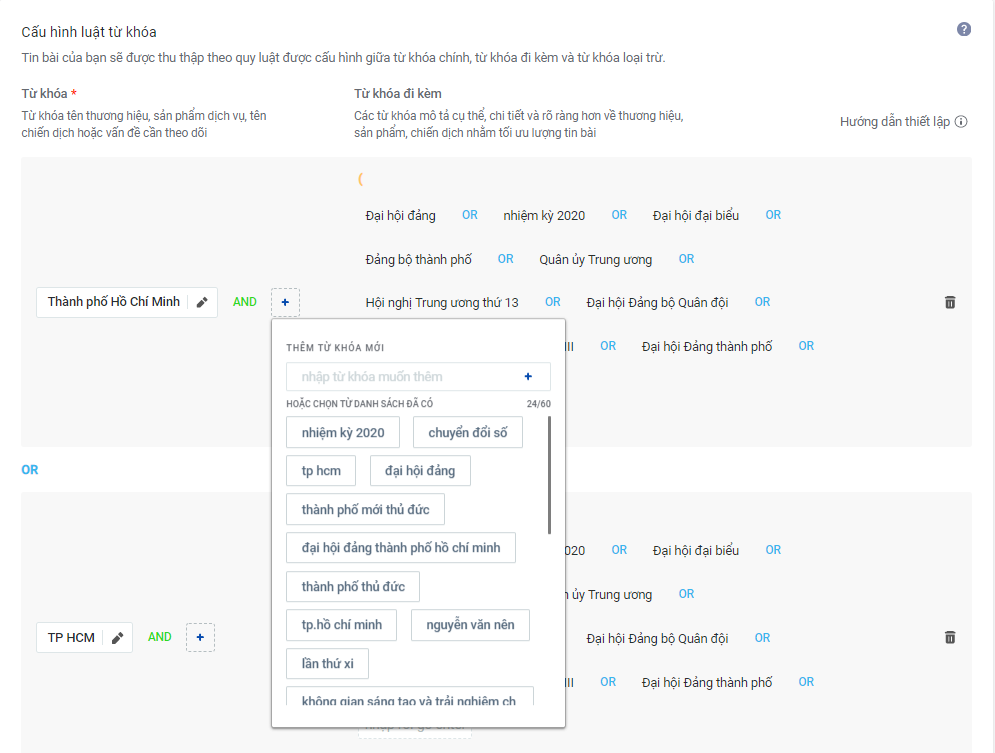 Cấu hình luật từ khóa
?
Tin bài của bạn sẽ được thu thập theo quy luật được cấu hình giữa từ khóa chính, từ khóa đi kèm và từ khóa loại trừ.
Từ khóa *
Từ khóa tên thương hiệu, sản phẩm dịch vụ, tên
chiến dịch hoặc vấn đề cần theo dõi
Từ khóa đi kèm
Các từ khóa mô tả cụ thể, chi tiết và rõ ràng hơn về thương hiệu,
sản phẩm, chiến dịch nhằm tối ưu lượng tin bài
Hướng dẫn thiết lập
(
Đại hội đảng OR nhiệm kỳ 2020 OR Đại hội đại biểu OR
Đảng bộ thành phố OR Quân ủy Trung ương OR
Thành phố Hồ Chí Minh AND + Hội nghị Trung ương thứ 13 OR Đại hội Đảng bộ Quân đội OR
III OR Đại hội Đảng thành phố OR
THÊM TỪ KHÓA MỚI
nhập từ khóa muốn thêm +
HOẶC CHỌN TỪ DANH SÁCH ĐÃ CÓ 24/60
nhiệm kỳ 2020 chuyển đổi số
tp hcm đại hội đảng
thành phố mới thủ đức
đại hội đảng thành phố hồ chí minh
thành phố thủ đức
tp.hồ chí minh nguyễn văn nên
lần thứ xi
không gian sáng tạo và trải nghiệm ch
OR
020 OR Đại hội đại biểu OR
ủy Trung ương OR
TP HCM AND + Đại hội Đảng bộ Quân đội OR
III OR Đại hội Đảng thành phố OR